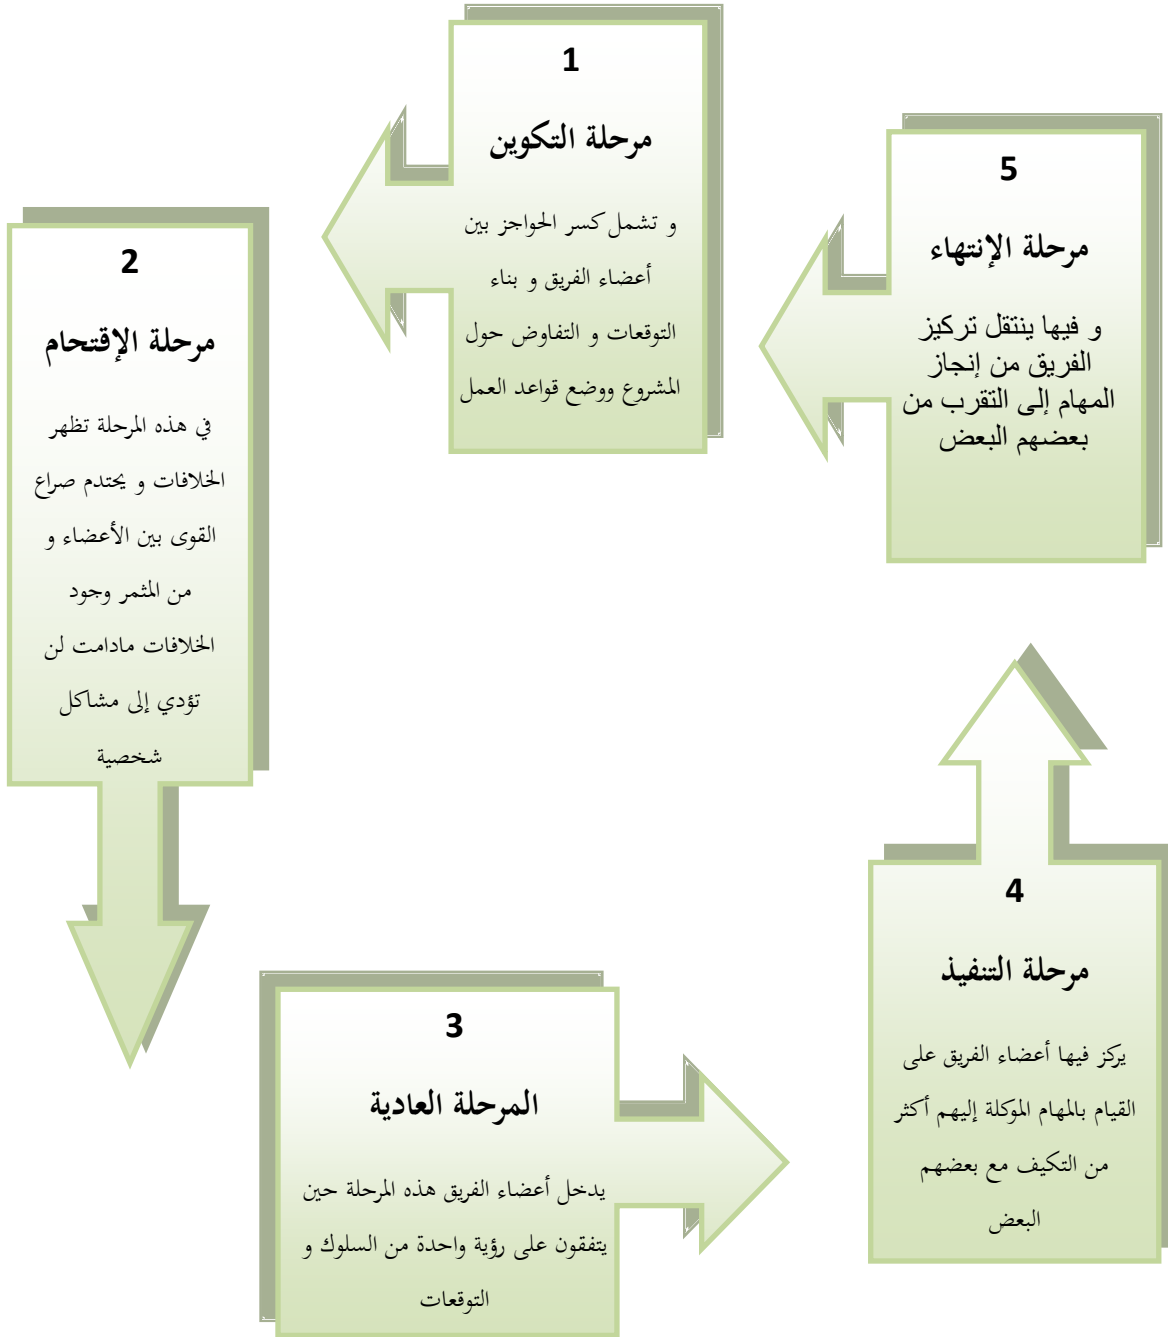 1
مرحلة التكوين
و تشمل كسر الحواجز بين
أعضاء الفريق و بناء
التوقعات و التفاوض حول
المشروع ووضع قواعد العمل
2
مرحلة الإقتحام
في هذه المرحلة تظهر
الخلافات و يحتدم صراع
القوى بين الأعضاء و
من المثمر وجود
الخلافات مادامت لن
تؤدي إلى مشاكل
شخصية
3
المرحلة العادية
يدخل أعضاء الفريق هذه المرحلة حين
يتفقون على رؤية واحدة من السلوك و
التوقعات
4
مرحلة التنفيذ
يركز فيها أعضاء الفريق على
القيام بالمهام الموكلة إليهم أكثر
من التكيف مع بعضهم
البعض
5
مرحلة الإنتهاء
و فيها ينتقل تركيز
الفريق من إنجاز
المهام إلى التقرب من
بعضهم البعض